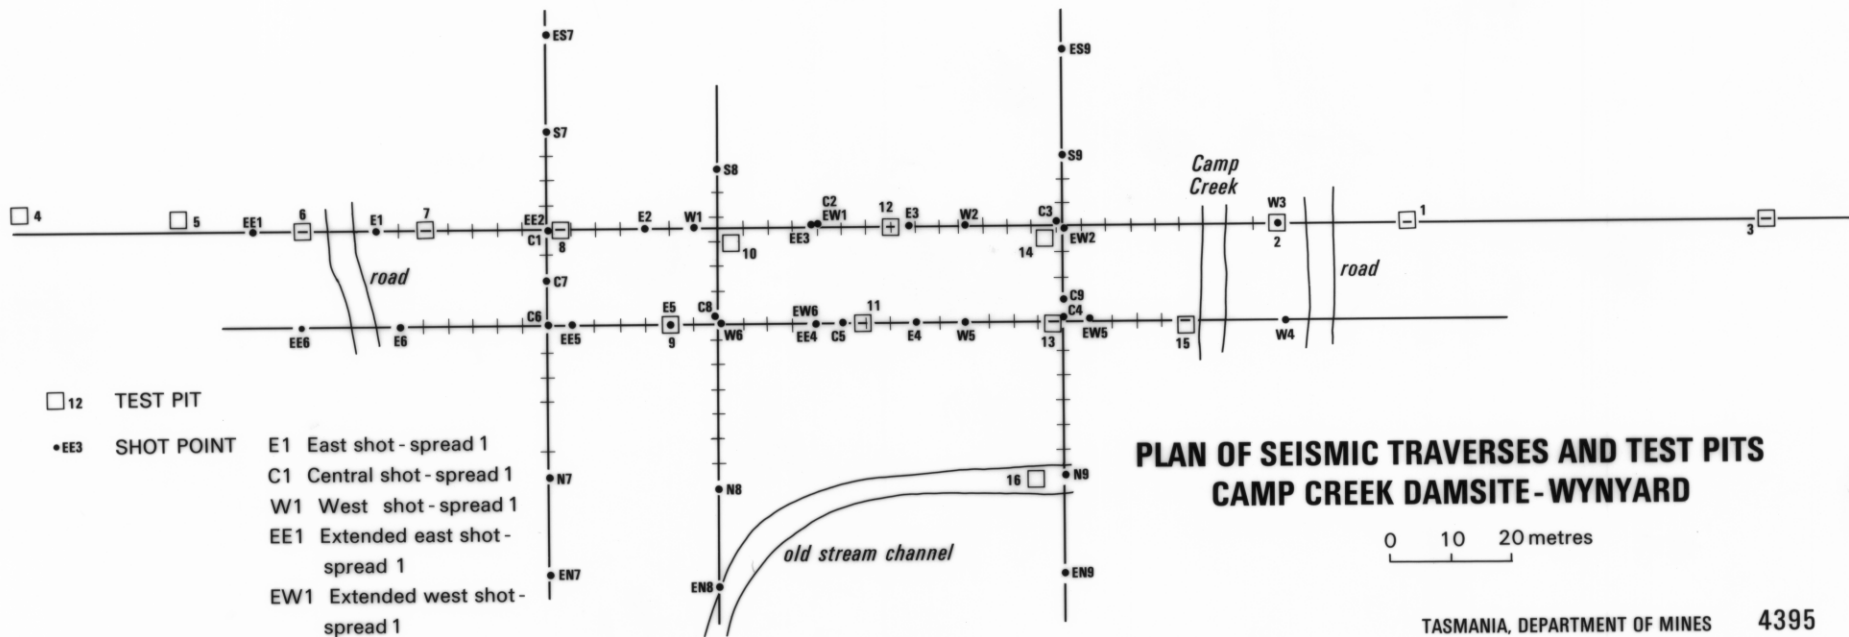 ES7
ES9
S7
S9
S8
Camp
Creek
4
5
EE1
6
E1
7
EE2
C1
8
E2
W1
C2
EW1
EE3
12
E3
W2
C3
EW2
W3
2
1
3
10
14
road
road
C7
C9
C6
EE6
E6
EE5
E5
9
C8
W6
EW6
EE4
C5
11
E4
W5
C4
13
EW5
15
W4
12 TEST PIT
EE3 SHOT POINT
E1 East shot - spread 1
C1 Central shot - spread 1
W1 West shot - spread 1
EE1 Extended east shot -
spread 1
EW1 Extended west shot -
spread 1
N7
N8
16
N9
EN7
EN8
EN9
old stream channel
PLAN OF SEISMIC TRAVERSES AND TEST PITS
CAMP CREEK DAMSITE - WYNYARD
0 10 20 metres
TASMANIA, DEPARTMENT OF MINES 4395